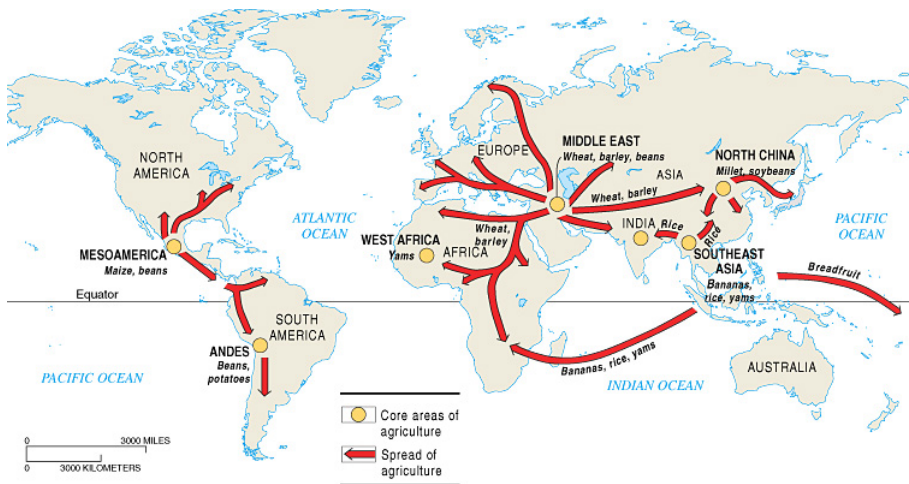 NORTH
AMERICA
EUROPE
MIDDLE EAST
Wheat, barley, beans
ASIA
NORTH CHINA
Millet, soybeans
Wheat, barley
ATLANTIC
OCEAN
PACIFIC
OCEAN
MESOAMERICA
Maize, beans
WEST AFRICA
Yams
AFRICA
Wheat,
barley
INDIA
Rice
Rice
SOUTHEAST
ASIA
Bananas,
rice, yams
Breadfruit
Equator
SOUTH
AMERICA
ANDES
Beans,
potatoes
PACIFIC OCEAN
Bananas, rice, yams
INDIAN OCEAN
AUSTRALIA
Core areas of
agriculture
Spread of
agriculture
0 3000 MILES
0 3000 KILOMETERS